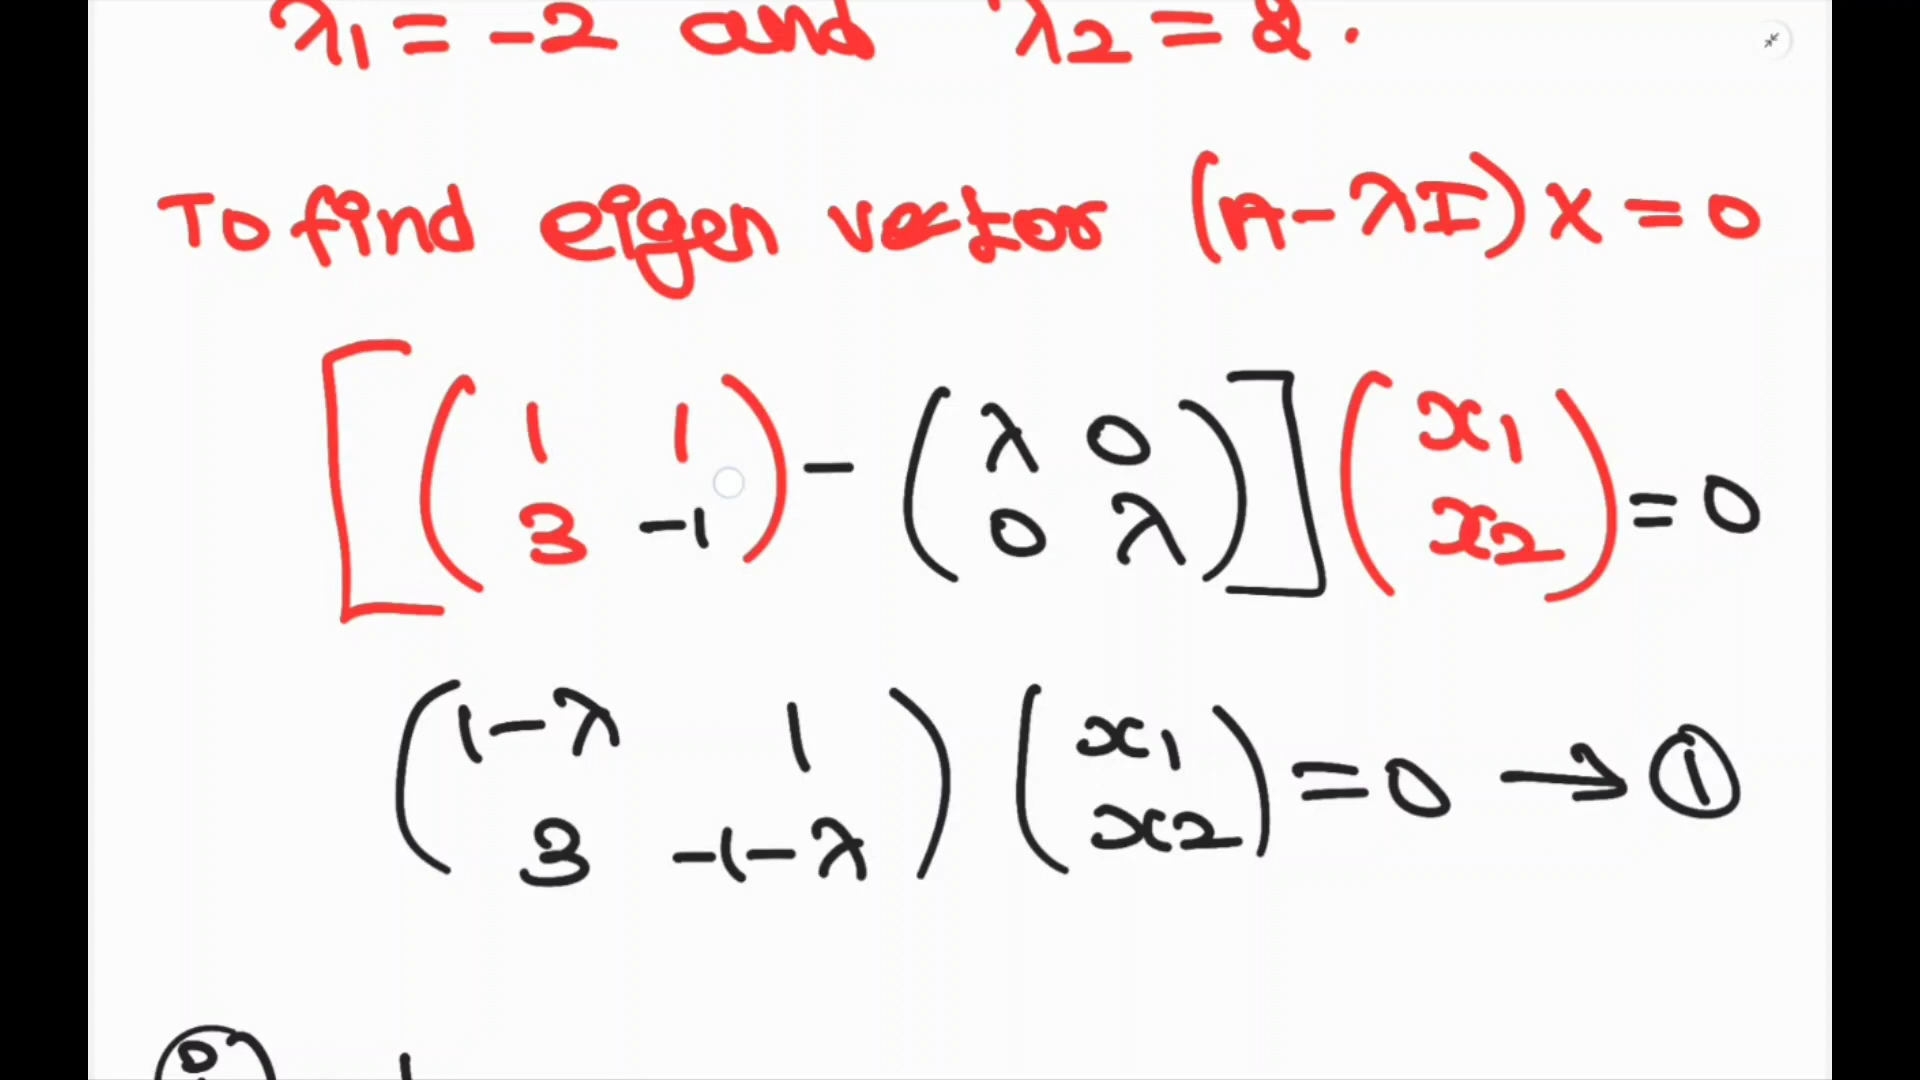 λ1 = -2 and λ2 = 2.
To find eigen vector (A-λI)X = 0
[(1 1
3 -1) - (λ 0
0 λ)] (x1
x2) = 0
(1-λ 1
3 -1-λ) (x1
x2) = 0 → ①